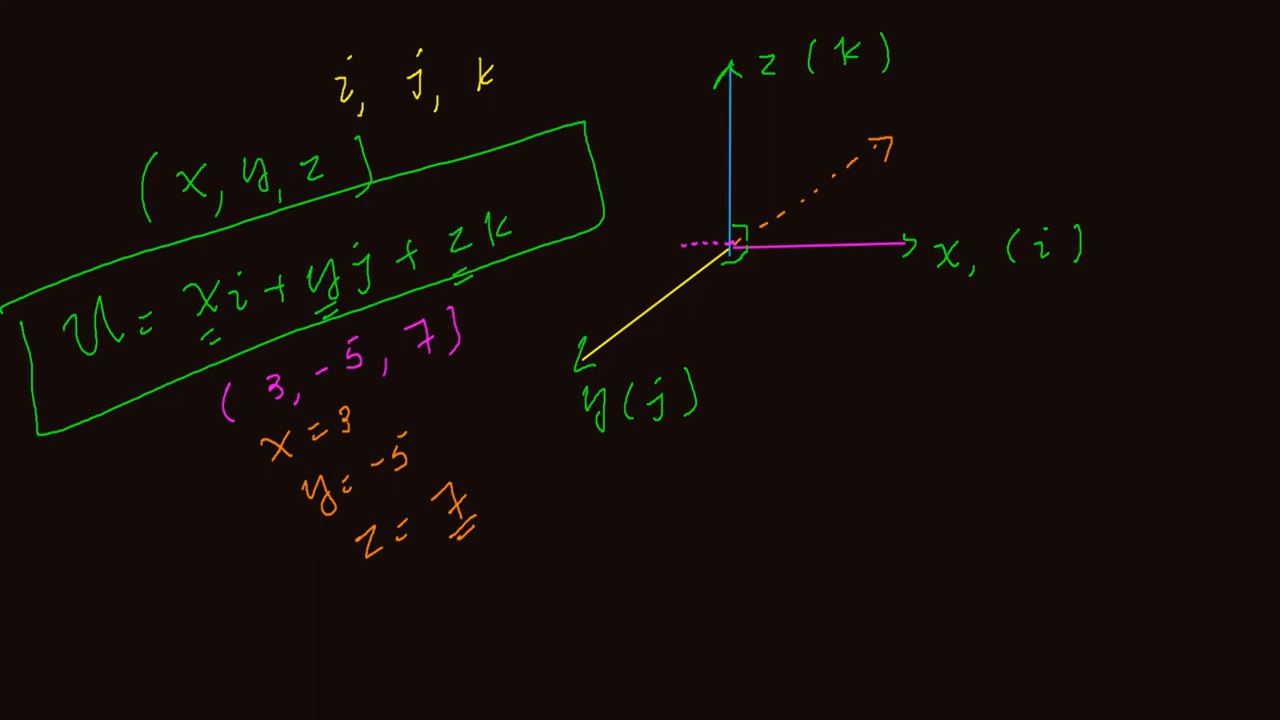 i, j, k
(x, y, z)
u = xi + yj + zk
(3, -5, 7)
x = 3
y = -5
z = 7
z (k)
x, (i)
y (j)